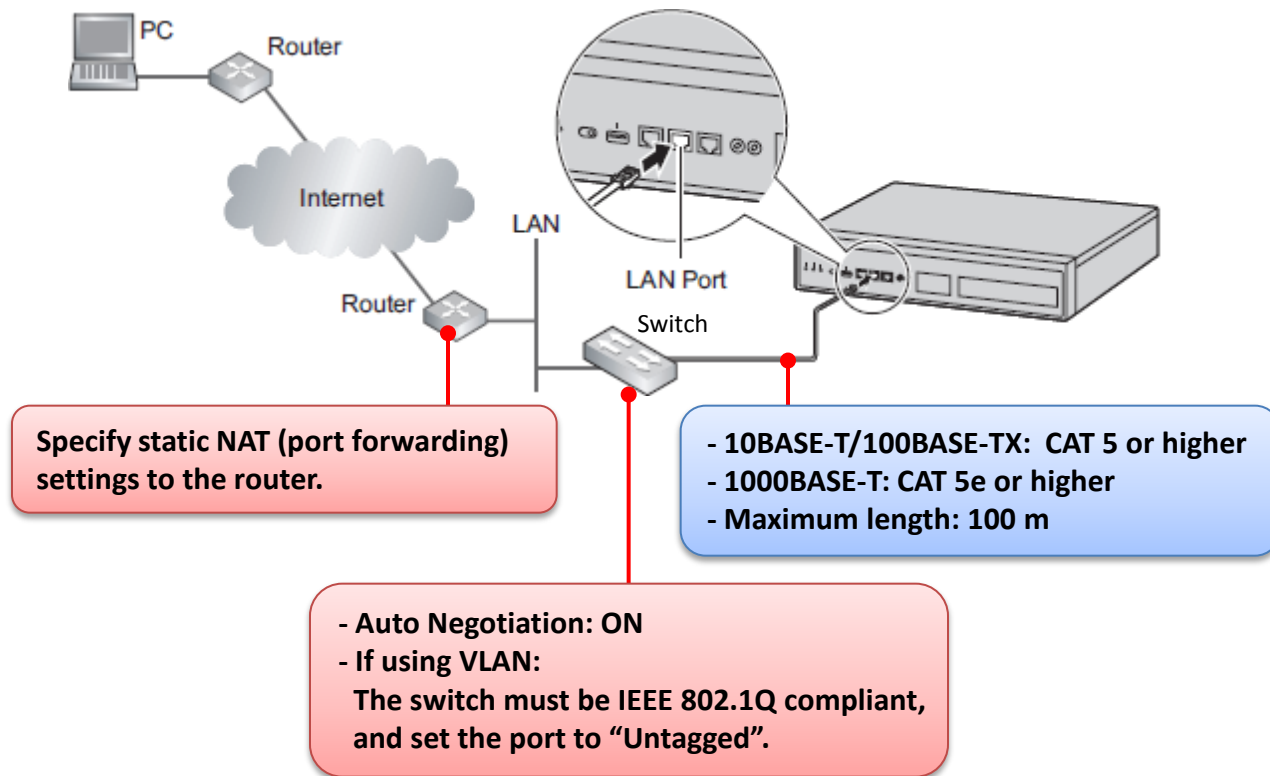 PC
Router
Internet
LAN
LAN Port
Router
Switch
Specify static NAT (port forwarding)
settings to the router.
- 10BASE-T/100BASE-TX:  CAT 5 or higher
- 1000BASE-T: CAT 5e or higher
- Maximum length: 100 m
- Auto Negotiation: ON
- If using VLAN:
The switch must be IEEE 802.1Q compliant,
and set the port to “Untagged”.